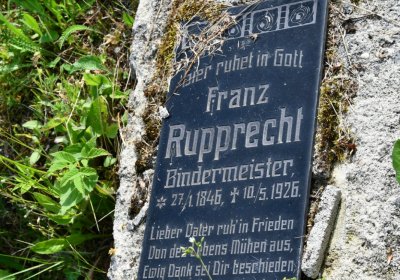 ruhet in Gott
Franz
Rupprecht
Bindermeister,
* 27./1. 1846, † 10./5. 1926.
Lieber Vater ruh' in Frieden
Von des Lebens Mühen aus,
Ewig Dank sei Dir beschieden